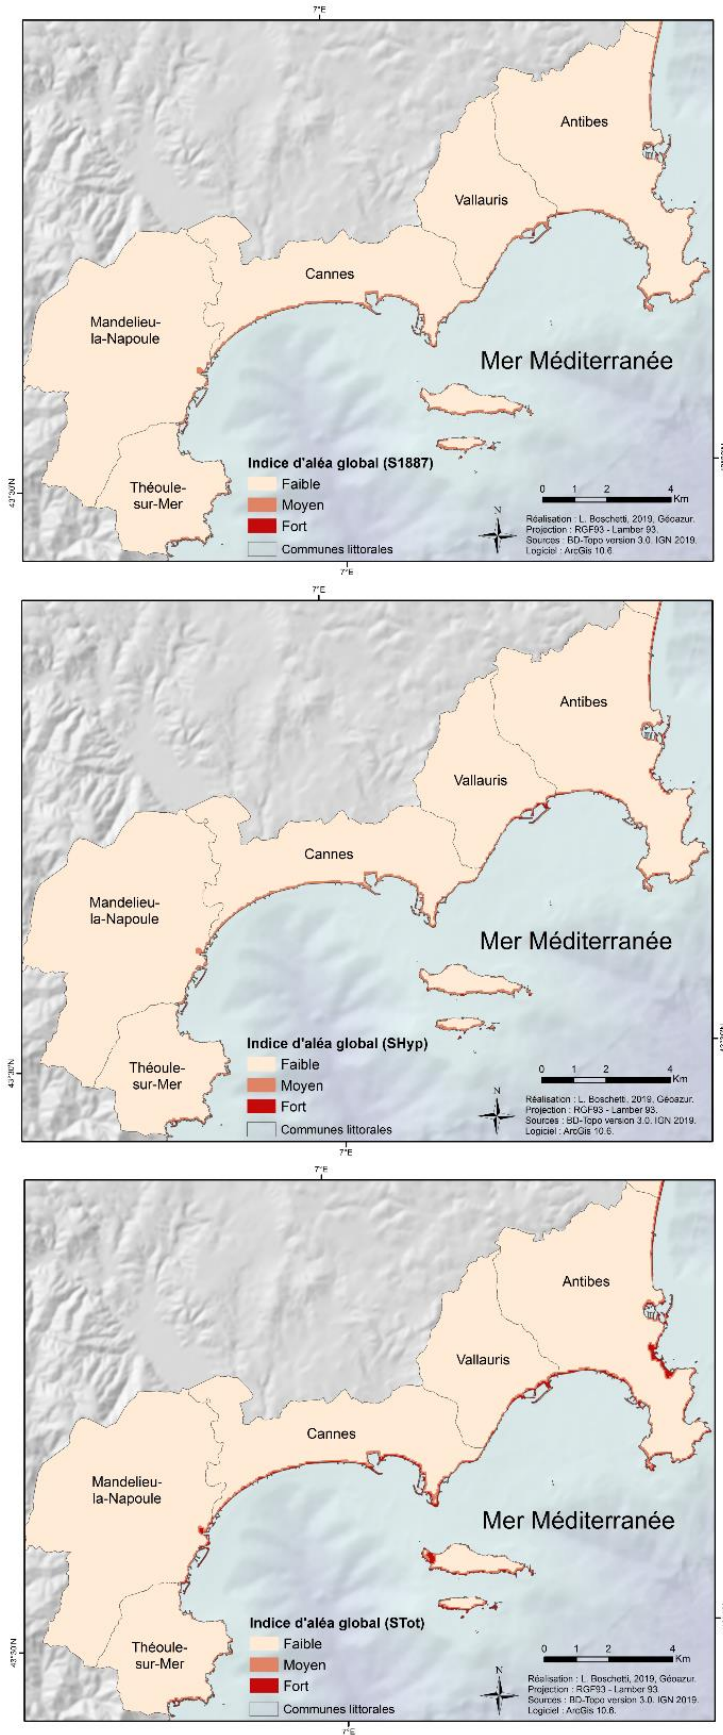 7°E
Antibes
Vallauris
Cannes
Mandelieu-
la-Napoule
Mer Méditerranée
Théoule-
sur-Mer
Indice d'aléa global (S1887)
Faible
Moyen
Fort
Communes littorales
0 1 2 4
Km
N
Réalisation : L. Boschetti, 2019, Géoazur.
Projection : RGF93 - Lamber 93.
Sources : BD-Topo version 3.0. IGN 2019.
Logiciel : ArcGis 10.6.
43°30'N
7°E
7°E
Antibes
Vallauris
Cannes
Mandelieu-
la-Napoule
Mer Méditerranée
Théoule-
sur-Mer
Indice d'aléa global (SHyp)
Faible
Moyen
Fort
Communes littorales
0 1 2 4
Km
N
Réalisation : L. Boschetti, 2019, Géoazur.
Projection : RGF93 - Lamber 93.
Sources : BD-Topo version 3.0. IGN 2019.
Logiciel : ArcGis 10.6.
43°30'N
7°E
7°E
Antibes
Vallauris
Cannes
Mandelieu-
la-Napoule
Mer Méditerranée
Théoule-
sur-Mer
Indice d'aléa global (STot)
Faible
Moyen
Fort
Communes littorales
0 1 2 4
Km
N
Réalisation : L. Boschetti, 2019, Géoazur.
Projection : RGF93 - Lamber 93.
Sources : BD-Topo version 3.0. IGN 2019.
Logiciel : ArcGis 10.6.
43°30'N
7°E